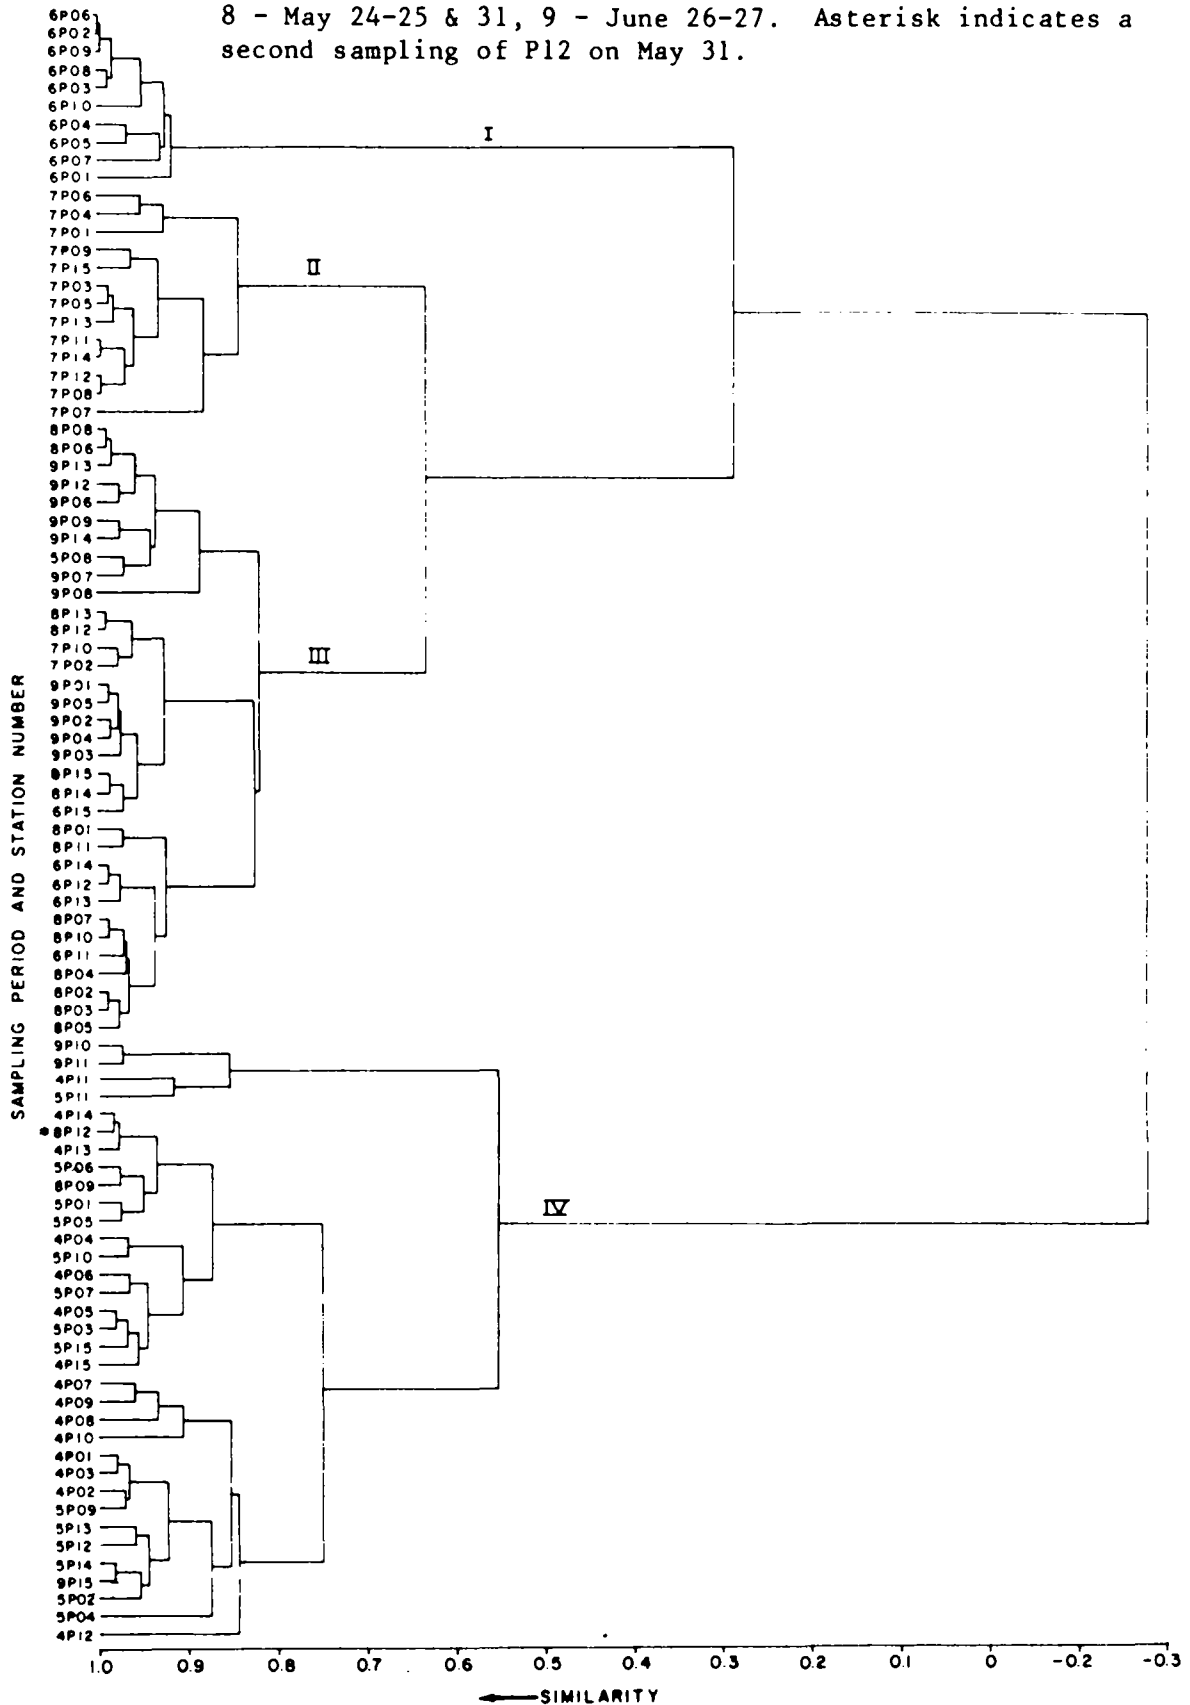 8 - May 24-25 & 31, 9 - June 26-27. Asterisk indicates a
second sampling of P12 on May 31.
6P06
6P02
6P09
6P08
6P03
6P10
6P04
6P05
6P07
6P01
7P06
7P04
7P01
7P09
7P15
7P03
7P05
7P13
7P11
7P14
7P12
7P08
7P07
8P08
8P06
9P13
9P12
9P06
9P09
9P14
5P08
9P07
9P08
8P13
8P12
7P10
7P02
9P01
9P05
9P02
9P04
9P03
8P15
8P14
6P15
8P01
8P11
6P14
6P12
6P13
8P07
8P10
6P11
8P04
8P02
8P03
8P05
9P10
9P11
4P11
5P11
4P14
*8P12
4P13
5P06
8P09
5P01
5P05
4P04
5P10
4P06
5P07
4P05
5P03
5P15
4P15
4P07
4P09
4P08
4P10
4P01
4P03
4P02
5P09
5P13
5P12
5P14
9P15
5P02
5P04
4P12
I
II
III
IV
SAMPLING PERIOD AND STATION NUMBER
1.0 0.9 0.8 0.7 0.6 0.5 0.4 0.3 0.2 0.1 0 -0.2 -0.3
SIMILARITY